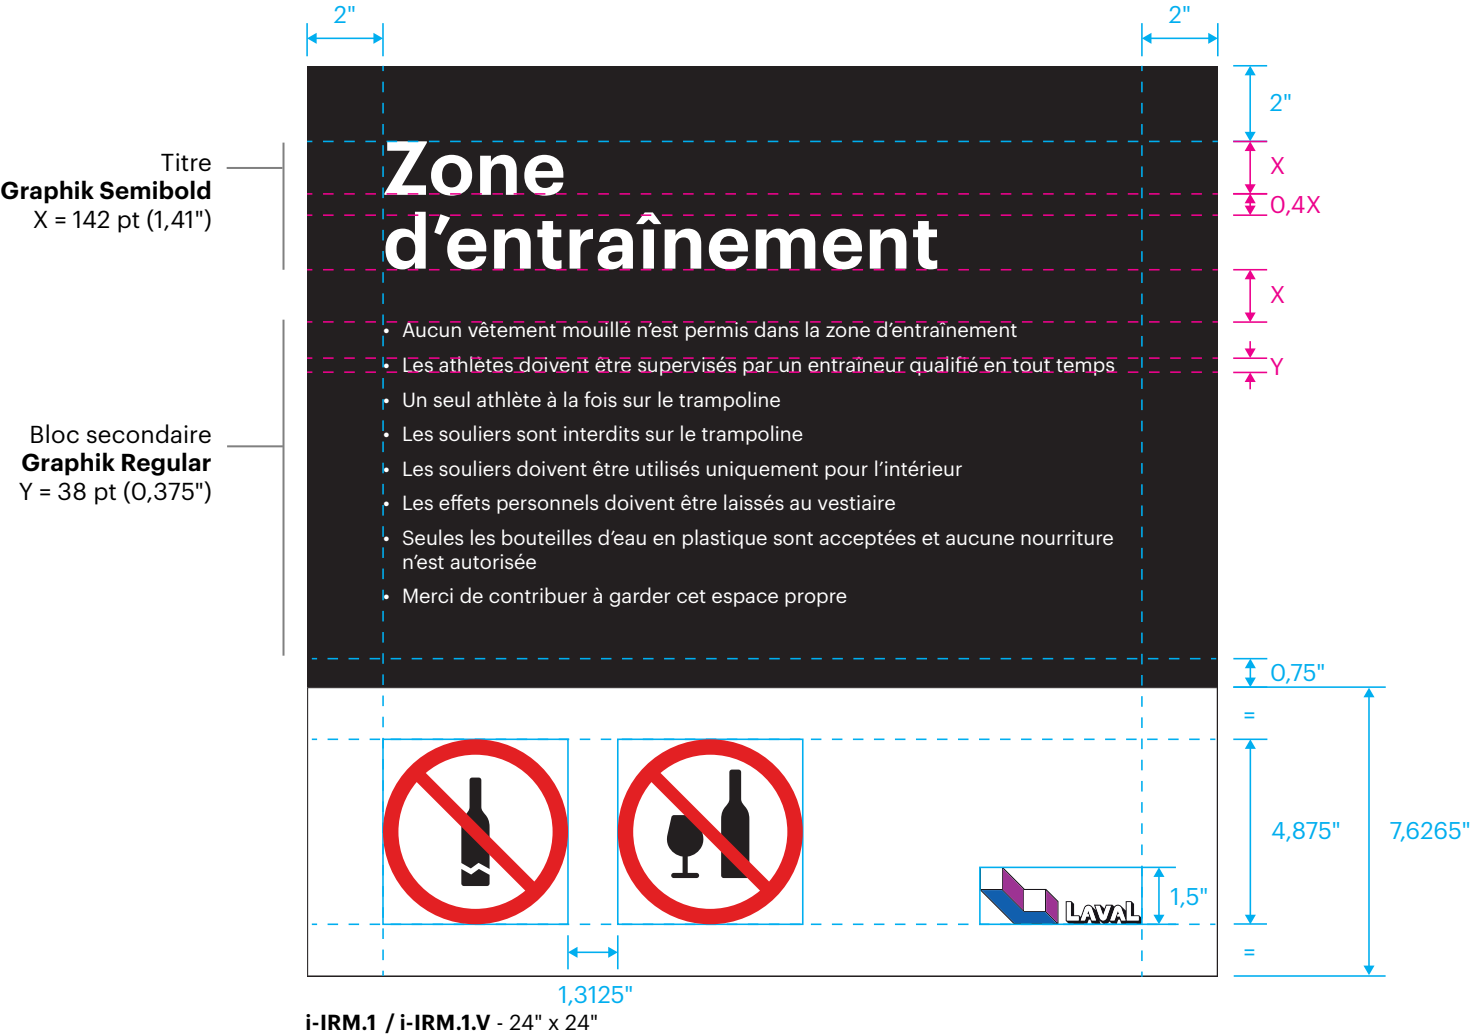 2"
2"
2"
Titre
Graphik Semibold
X = 142 pt (1,41")
Zone
d’entraînement
X
0,4X
X
• Aucun vêtement mouillé n’est permis dans la zone d’entraînement
• Les athlètes doivent être supervisés par un entraîneur qualifié en tout temps
Y
• Un seul athlète à la fois sur le trampoline
• Les souliers sont interdits sur le trampoline
• Les souliers doivent être utilisés uniquement pour l’intérieur
• Les effets personnels doivent être laissés au vestiaire
• Seules les bouteilles d’eau en plastique sont acceptées et aucune nourriture
n’est autorisée
• Merci de contribuer à garder cet espace propre
Bloc secondaire
Graphik Regular
Y = 38 pt (0,375")
0,75"
=
4,875"
7,6265"
1,5"
LAVAL
=
1,3125"
i-IRM.1 / i-IRM.1.V - 24" x 24"